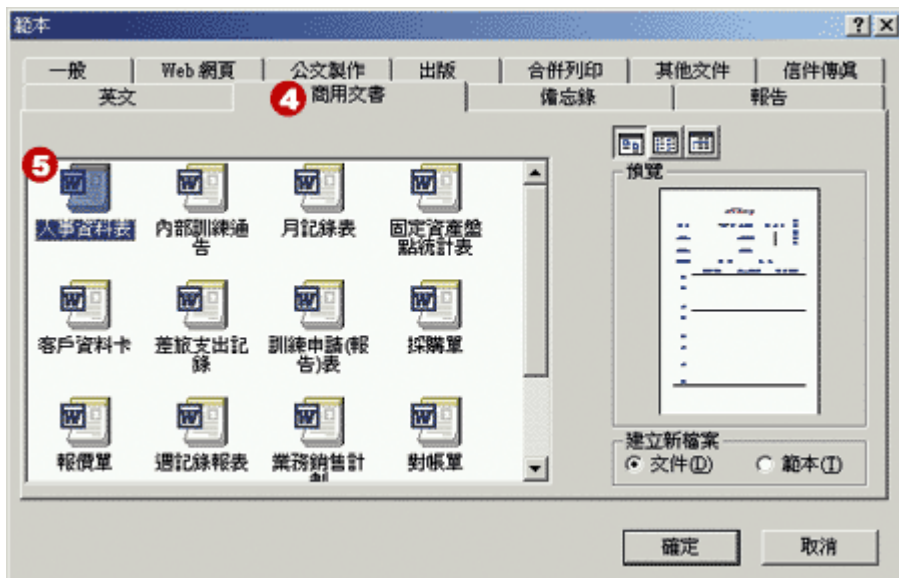 範本
一般 Web 網頁 公文製作 出版 合併列印 其他文件 信件傳真
英文 4 商用文書 備忘錄 報告
5
預覽
人事資料表 內部訓練通 月記錄表 固定資產盤
告 點統計表
客戶資料卡 差旅支出記 訓練申請(報 採購單
錄 告)表
建立新檔案
報價單 週記錄報表 業務銷售計 對帳單 文件(D) 範本(T)
劃
確定 取消